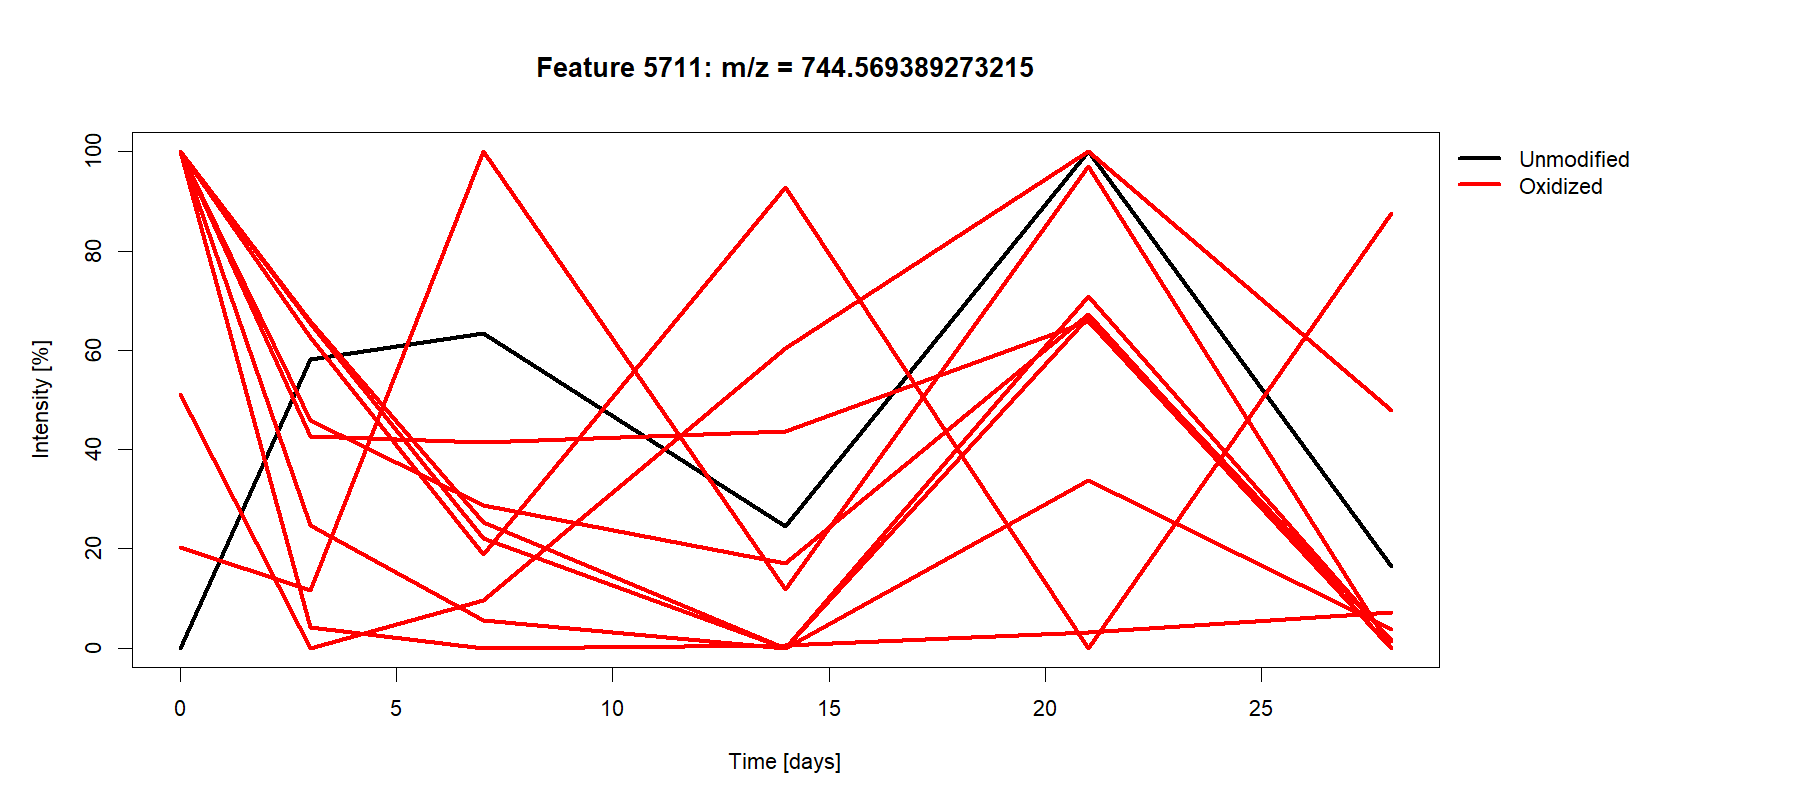 Feature 5711: m/z = 744.569389273215
Unmodified
Oxidized
Intensity [%]
100
80
60
40
20
0
0 5 10 15 20 25
Time [days]